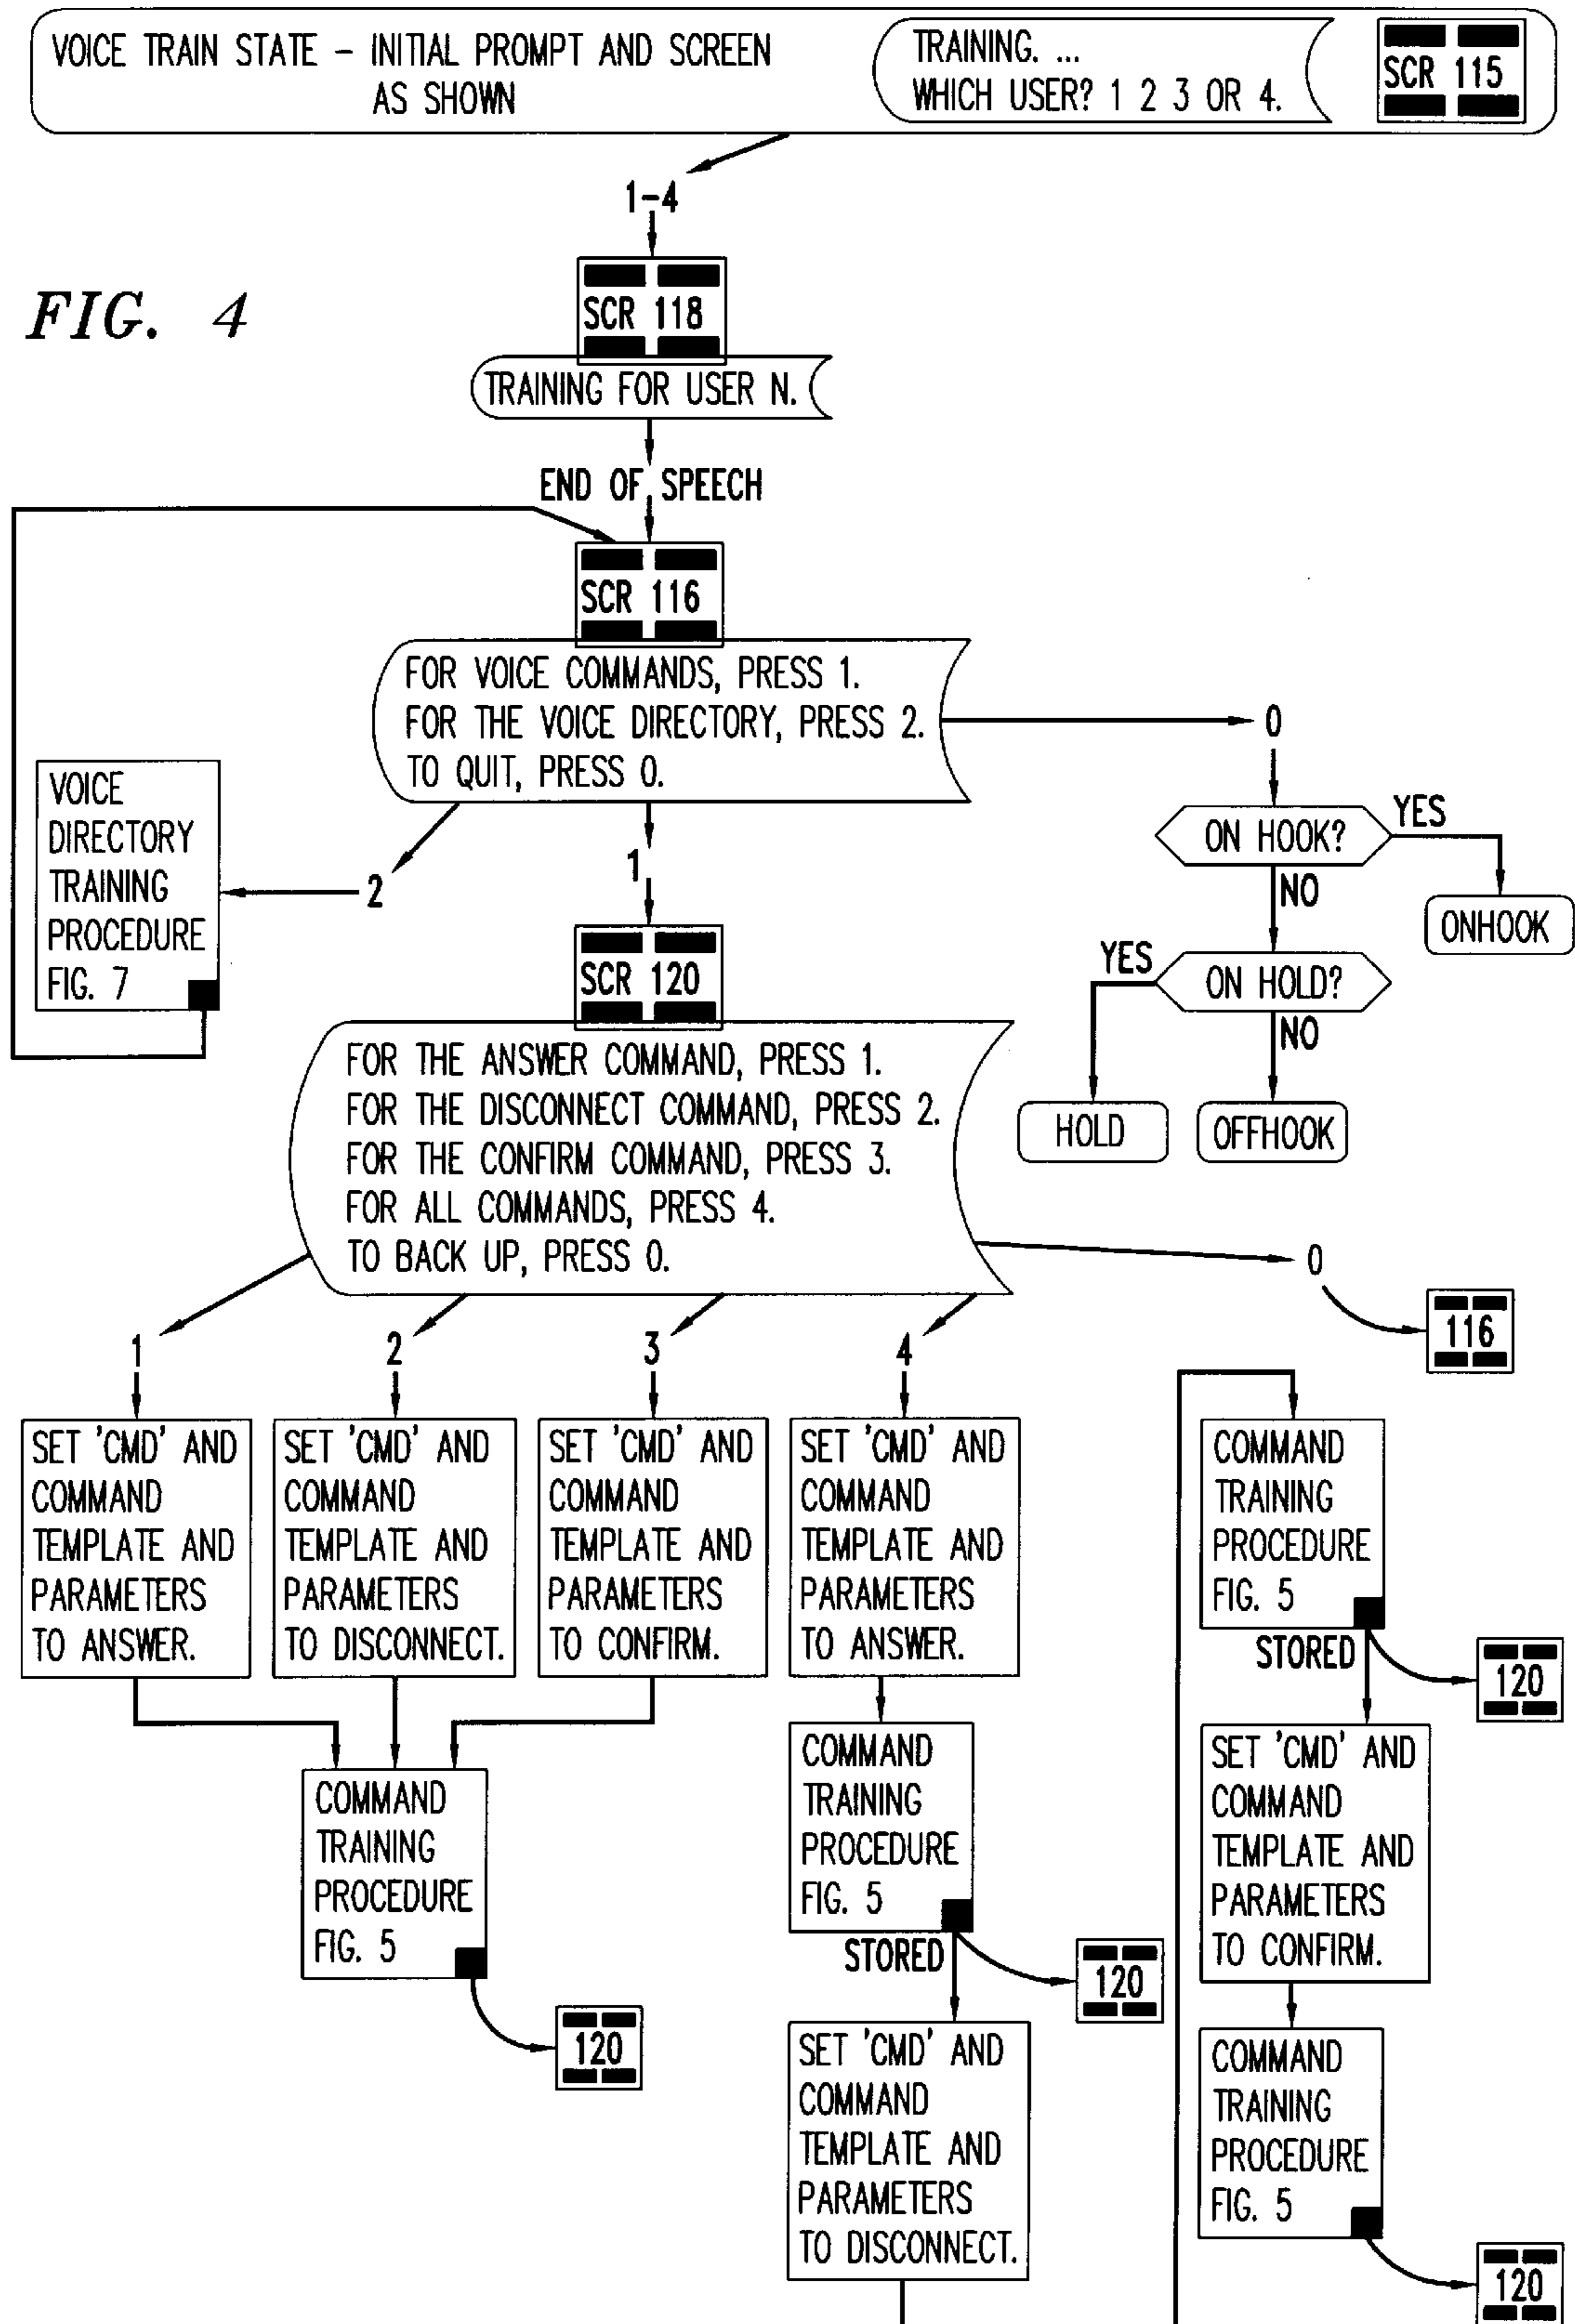 VOICE TRAIN STATE – INITIAL PROMPT AND SCREEN
AS SHOWN
TRAINING. ...
WHICH USER? 1 2 3 OR 4.
SCR 115
1-4
FIG. 4
SCR 118
TRAINING FOR USER N.
END OF SPEECH
SCR 116
FOR VOICE COMMANDS, PRESS 1.
FOR THE VOICE DIRECTORY, PRESS 2.
TO QUIT, PRESS 0.
0
ON HOOK?
YES
NO
ONHOOK
ON HOLD?
YES
NO
HOLD
OFFHOOK
2
VOICE
DIRECTORY
TRAINING
PROCEDURE
FIG. 7
1
SCR 120
FOR THE ANSWER COMMAND, PRESS 1.
FOR THE DISCONNECT COMMAND, PRESS 2.
FOR THE CONFIRM COMMAND, PRESS 3.
FOR ALL COMMANDS, PRESS 4.
TO BACK UP, PRESS 0.
0
116
1
2
3
4
SET 'CMD' AND
COMMAND
TEMPLATE AND
PARAMETERS
TO ANSWER.
SET 'CMD' AND
COMMAND
TEMPLATE AND
PARAMETERS
TO DISCONNECT.
SET 'CMD' AND
COMMAND
TEMPLATE AND
PARAMETERS
TO CONFIRM.
SET 'CMD' AND
COMMAND
TEMPLATE AND
PARAMETERS
TO ANSWER.
COMMAND
TRAINING
PROCEDURE
FIG. 5
120
COMMAND
TRAINING
PROCEDURE
FIG. 5
STORED
120
SET 'CMD' AND
COMMAND
TEMPLATE AND
PARAMETERS
TO DISCONNECT.
COMMAND
TRAINING
PROCEDURE
FIG. 5
STORED
120
SET 'CMD' AND
COMMAND
TEMPLATE AND
PARAMETERS
TO CONFIRM.
COMMAND
TRAINING
PROCEDURE
FIG. 5
120